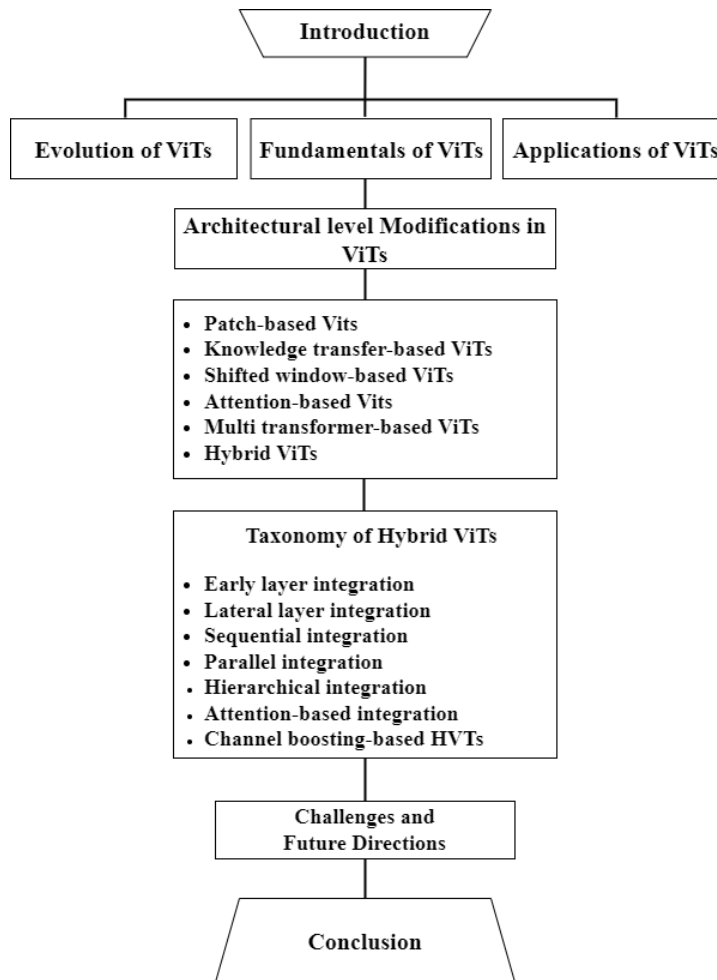 Introduction
Evolution of ViTs
Fundamentals of ViTs
Applications of ViTs
Architectural level Modifications in
ViTs
• Patch-based Vits
• Knowledge transfer-based ViTs
• Shifted window-based ViTs
• Attention-based Vits
• Multi transformer-based ViTs
• Hybrid ViTs
Taxonomy of Hybrid ViTs
• Early layer integration
• Lateral layer integration
• Sequential integration
• Parallel integration
• Hierarchical integration
• Attention-based integration
• Channel boosting-based HVTs
Challenges and
Future Directions
Conclusion